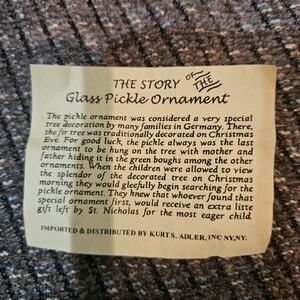 THE STORY OF THE
Glass Pickle Ornament
The pickle ornament was considered a very special
tree decoration by many families in Germany. There,
the fir tree was traditionally decorated on Christmas
Eve. For good luck, the pickle always was the last
ornament to be hung on the tree with mother and
father hiding it in the green boughs among the other
ornaments. When the children were allowed to view
the splendor of the decorated tree on Christmas
morning they would gleefully begin searching for the
pickle ornament. They knew that whoever found that
special ornament first, would receive an extra litte
gift left by St. Nicholas for the most eager child.
IMPORTED & DISTRIBUTED BY KURT S. ADLER, INC NY.NY.